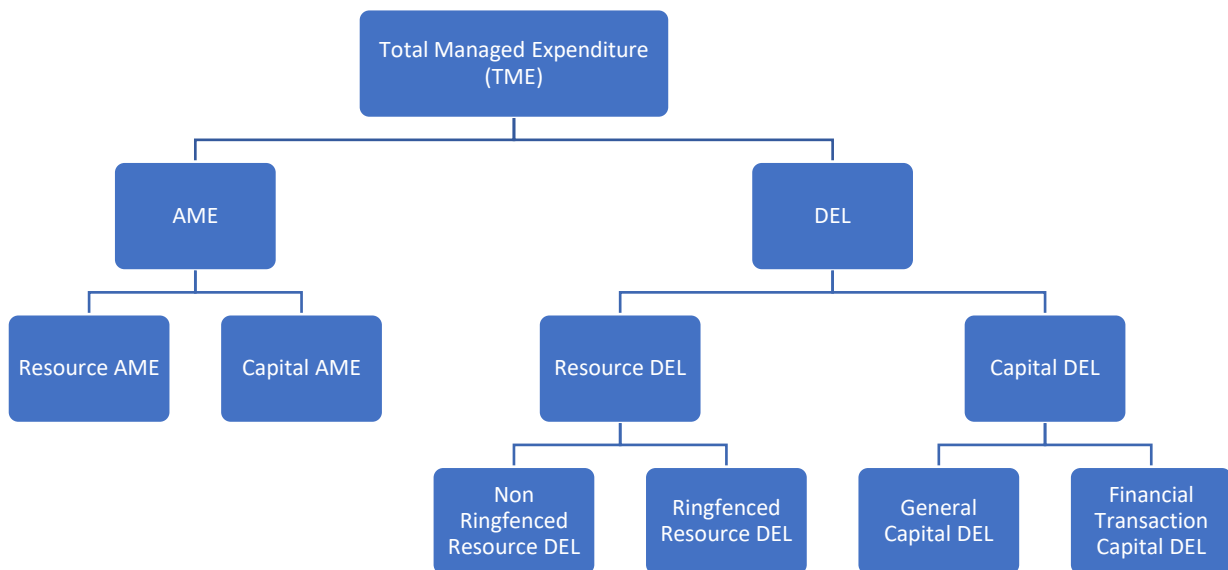 Total Managed Expenditure
(TME)
AME
DEL
Resource AME
Capital AME
Resource DEL
Capital DEL
Non
Ringfenced
Resource DEL
Ringfenced
Resource DEL
General
Capital DEL
Financial
Transaction
Capital DEL